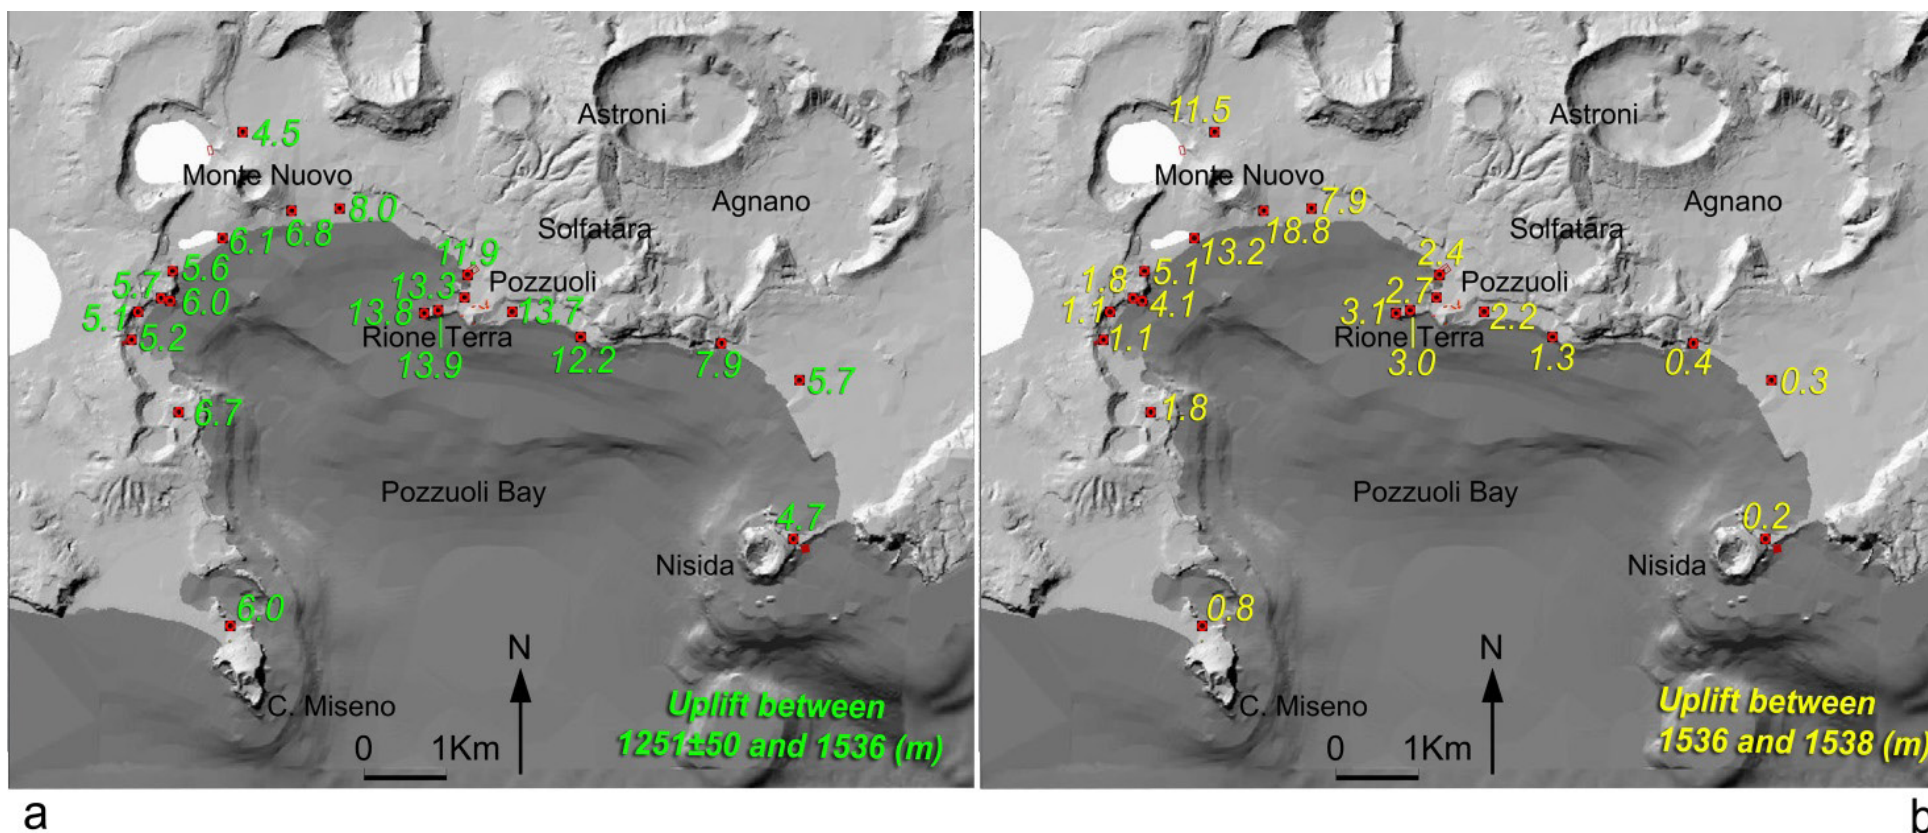 4.5
Astroni
Monte Nuovo
8.0
Agnano
6.1
6.8
Solfatara
11.9
5.6
Pozzuoli
5.7
6.0
13.3
5.1
13.8
13.7
5.2
Rione Terra
13.9
12.2
7.9
5.7
6.7
Pozzuoli Bay
4.7
Nisida
6.0
N
C. Miseno
Uplift between
1251±50 and 1536 (m)
0 1Km
a
11.5
Astroni
Monte Nuovo
7.9
Agnano
18.8
Solfatara
13.2
2.4
5.1
Pozzuoli
1.8
4.1
2.7
1.1
3.1
2.2
1.1
Rione Terra
3.0
1.3
0.4
0.3
1.8
Pozzuoli Bay
0.2
Nisida
0.8
N
C. Miseno
Uplift between
1536 and 1538 (m)
0 1Km
b